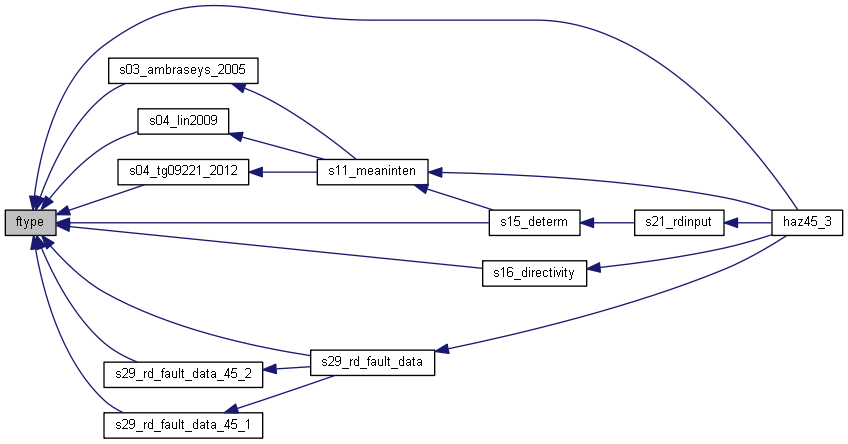 s03_ambraseys_2005
s04_lin2009
s04_tg09221_2012
s11_meaninten
ftype
s15_determ
s21_rdinput
haz45_3
s16_directivity
s29_rd_fault_data
s29_rd_fault_data_45_2
s29_rd_fault_data_45_1